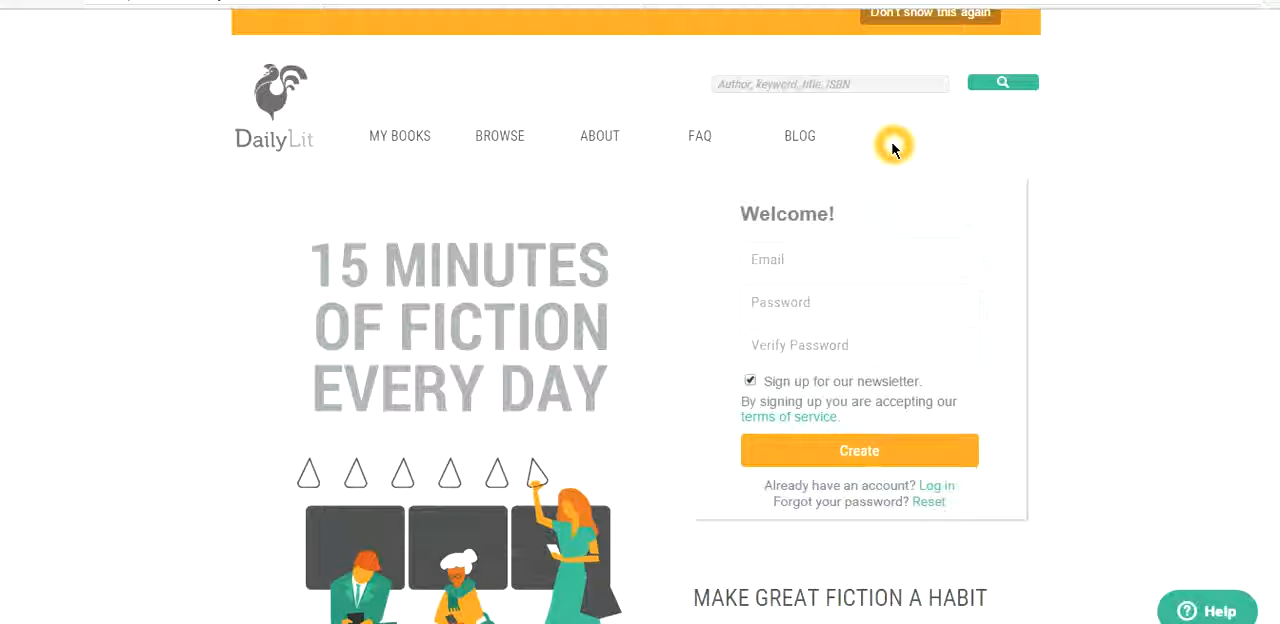 Don't show this again
Author, keyword, title, ISBN
DailyLit
MY BOOKS
BROWSE
ABOUT
FAQ
BLOG
Welcome!
Email
Password
Verify Password
Sign up for our newsletter.
By signing up you are accepting our
terms of service.
Create
Already have an account? Log in
Forgot your password? Reset
15 MINUTES
OF FICTION
EVERY DAY
MAKE GREAT FICTION A HABIT
Help